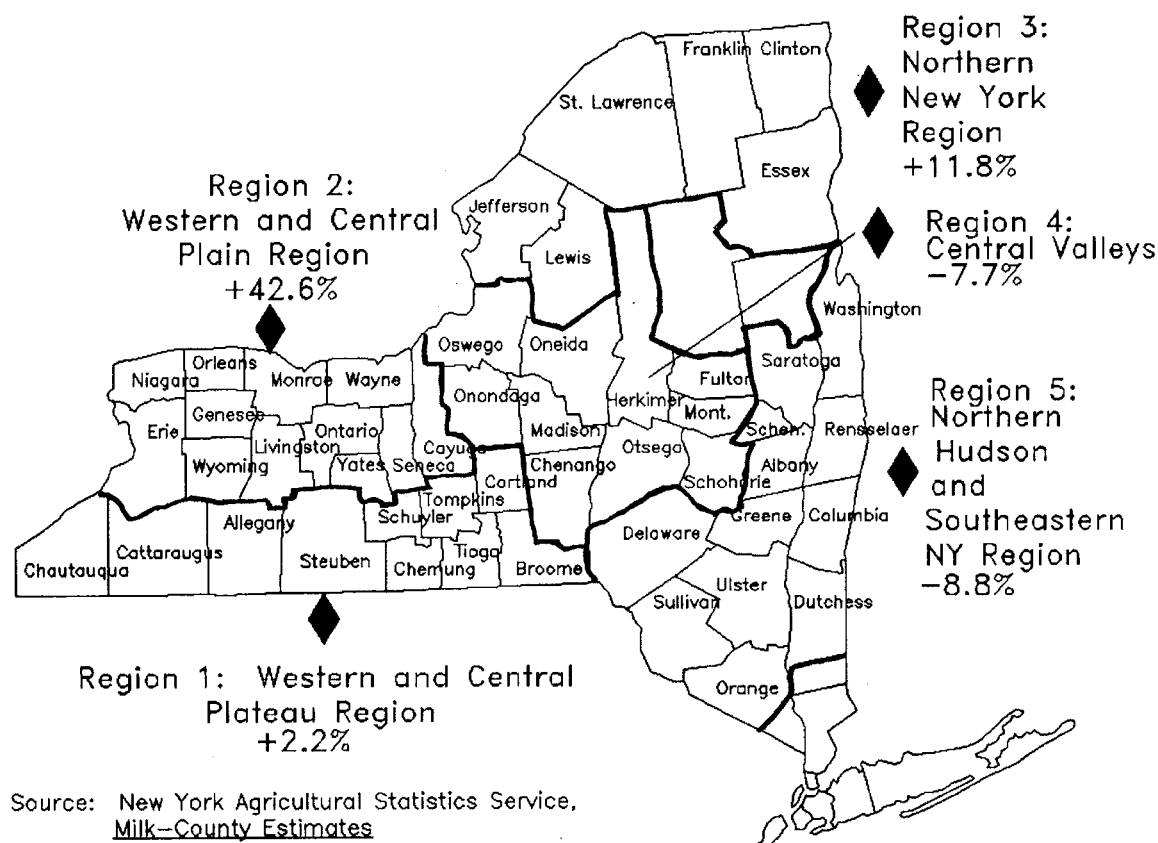 Region 3:
Northern
New York
Region
+11.8%
Franklin Clinton
St. Lawrence
Essex
Region 2:
Western and Central
Plain Region
+42.6%
Jefferson
Lewis
Region 4:
Central Valleys
-7.7%
Washington
Oswego
Oneida
Saratoga
Niagara
Orleans
Monroe
Wayne
Fulton
Onondaga
Herkimer
Mont.
Genesee
Erie
Ontario
Livingston
Madison
Schen.
Rensselaer
Wyoming
Yates
Seneca
Cayuga
Otsego
Chenango
Albany
Schoharie
Cortland
Tompkins
Region 5:
Northern
Hudson
and
Southeastern
NY Region
-8.8%
Allegany
Schuyler
Greene
Columbia
Delaware
Cattaraugus
Chautauqua
Steuben
Chemung
Tioga
Broome
Ulster
Sullivan
Dutchess
Orange
Region 1: Western and Central
Plateau Region
+2.2%
Source: New York Agricultural Statistics Service,
Milk-County Estimates